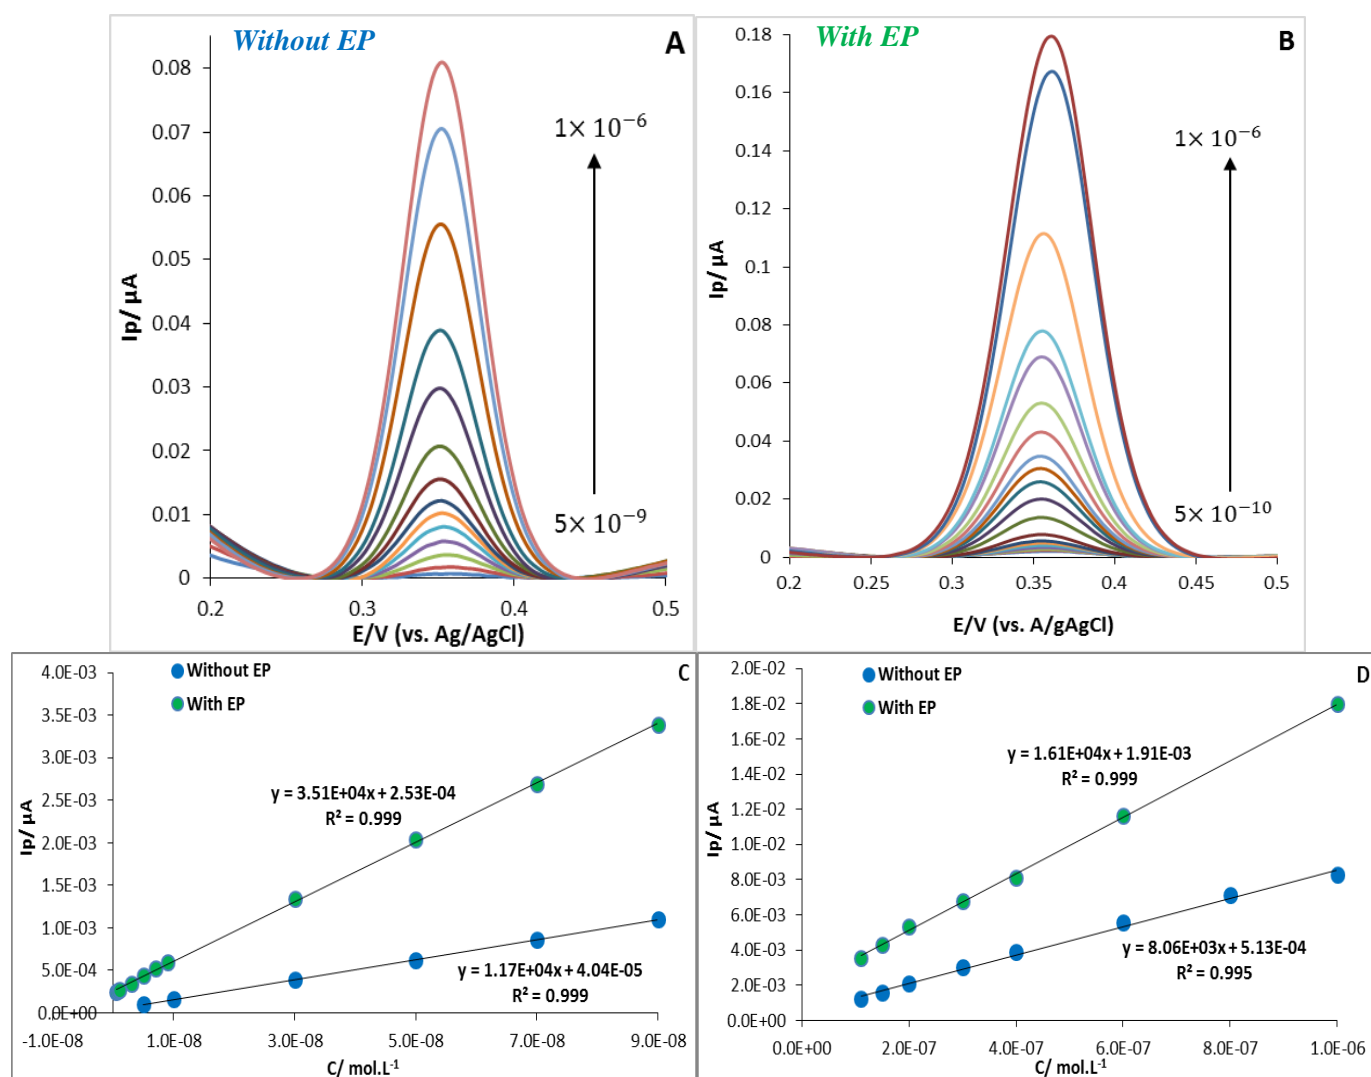 Without EP
A
0.08
0.07
0.06
0.05
0.04
0.03
0.02
0.01
0
0.2
0.3
0.4
0.5
Ip/ µA
E/V (vs. Ag/AgCl)
1× 10⁻⁶
5× 10⁻⁹
With EP
B
0.18
0.16
0.14
0.12
0.1
0.08
0.06
0.04
0.02
0
0.2
0.25
0.3
0.35
0.4
0.45
0.5
Ip/ µA
E/V (vs. A/gAgCl)
1× 10⁻⁶
5× 10⁻¹⁰
C
Without EP
With EP
4.0E-03
3.5E-03
3.0E-03
2.5E-03
2.0E-03
1.5E-03
1.0E-03
5.0E-04
0.0E+00
-1.0E-08
1.0E-08
3.0E-08
5.0E-08
7.0E-08
9.0E-08
Ip/ µA
C/ mol.L⁻¹
y = 3.51E+04x + 2.53E-04
R² = 0.999
y = 1.17E+04x + 4.04E-05
R² = 0.999
D
Without EP
With EP
2.0E-02
1.8E-02
1.6E-02
1.4E-02
1.2E-02
1.0E-02
8.0E-03
6.0E-03
4.0E-03
2.0E-03
0.0E+00
0.0E+00
2.0E-07
4.0E-07
6.0E-07
8.0E-07
1.0E-06
Ip/ µA
C/ mol.L⁻¹
y = 1.61E+04x + 1.91E-03
R² = 0.999
y = 8.06E+03x + 5.13E-04
R² = 0.995